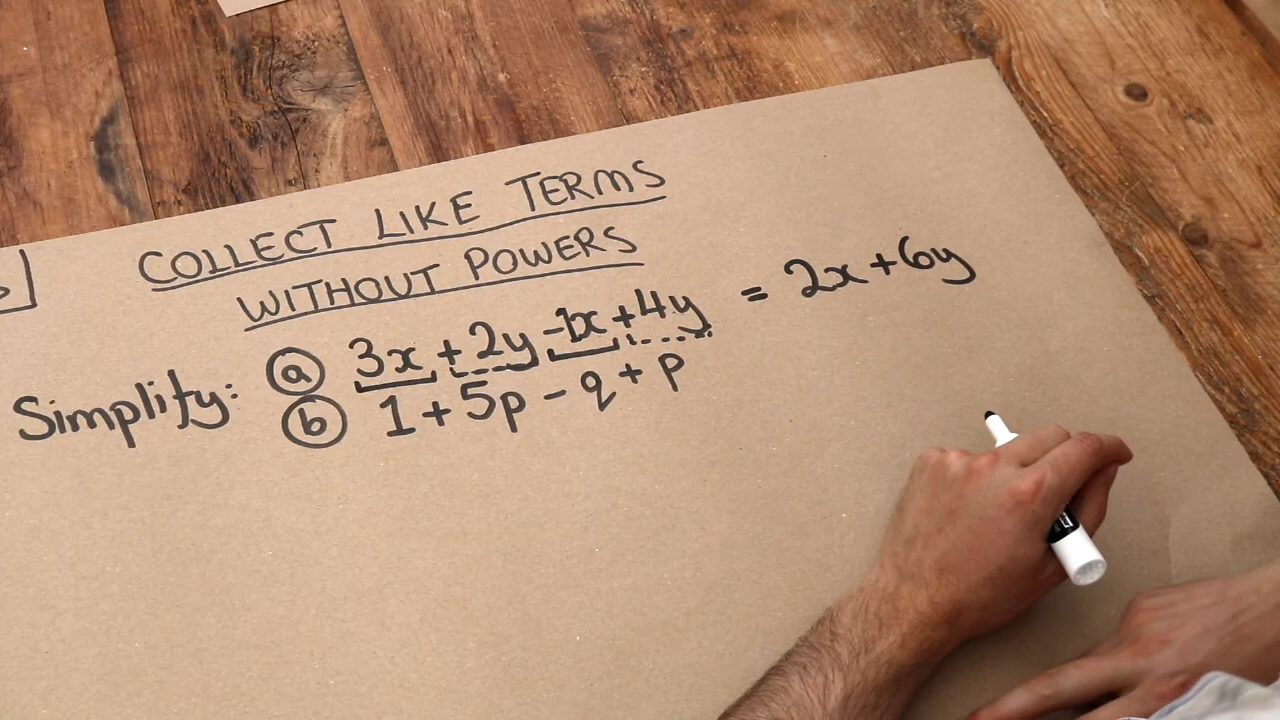 COLLECT LIKE TERMS
WITHOUT POWERS
Simplify: ⓐ 3x + 2y - 1x + 4y = 2x + 6y
ⓑ 1 + 5p - q + p